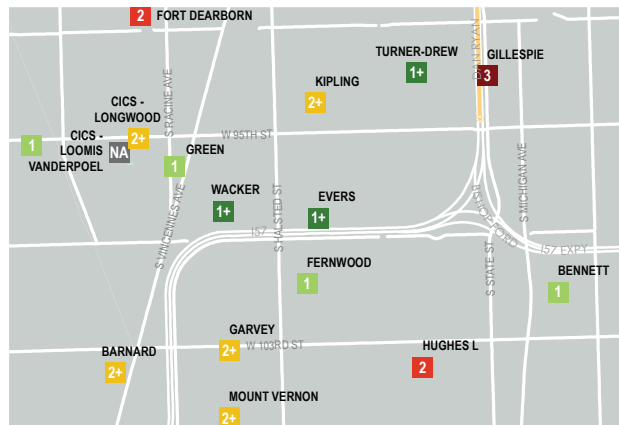 2 FORT DEARBORN
TURNER-DREW
1+
DAN RYAN
GILLESPIE
3
KIPLING
2+
S RACINE AVE
CICS -
LONGWOOD
2+
W 95TH ST
1
CICS -
LOOMIS
NA
VANDERPOEL
GREEN
1
S MICHIGAN AVE
WACKER
1+
S HALSTED ST
EVERS
1+
BISHOP FORD
S VINCENNES AVE
I57
I57 EXPY
FERNWOOD
1
S STATE ST
BENNETT
1
GARVEY
2+
W 103RD ST
BARNARD
2+
HUGHES L
2
MOUNT VERNON
2+